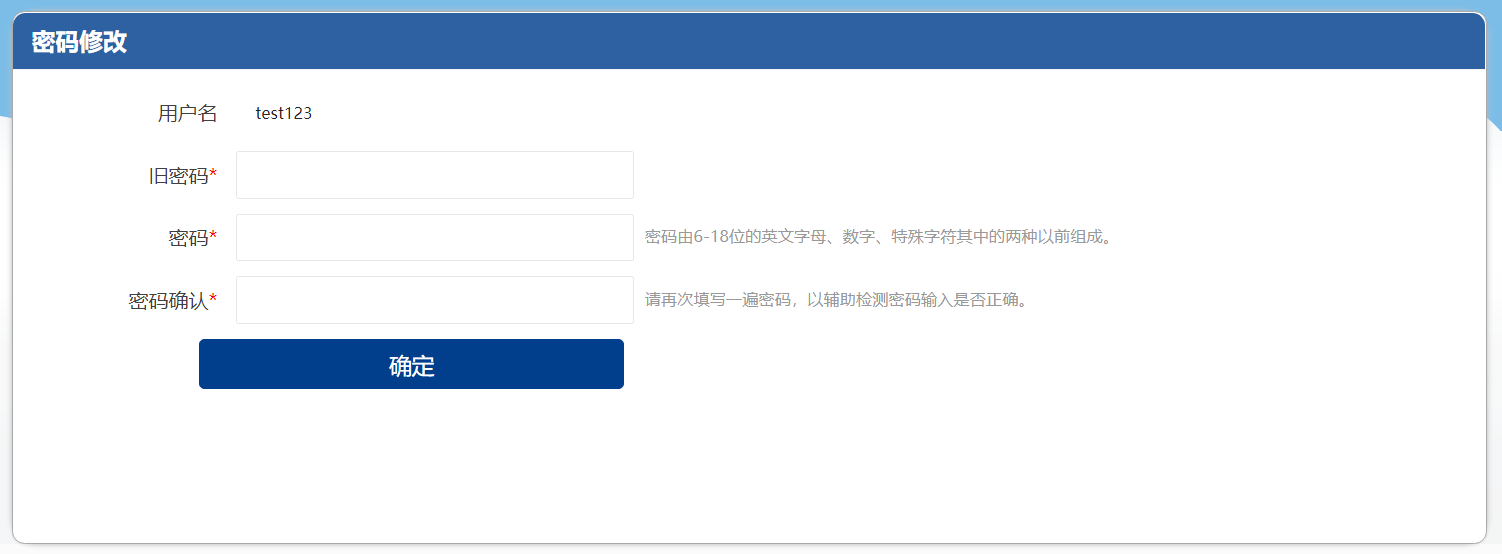 密码修改
用户名 test123
旧密码*
密码* 密码由6-18位的英文字母、数字、特殊字符其中的两种以前组成。
密码确认* 请再次填写一遍密码，以辅助检测密码输入是否正确。
确定